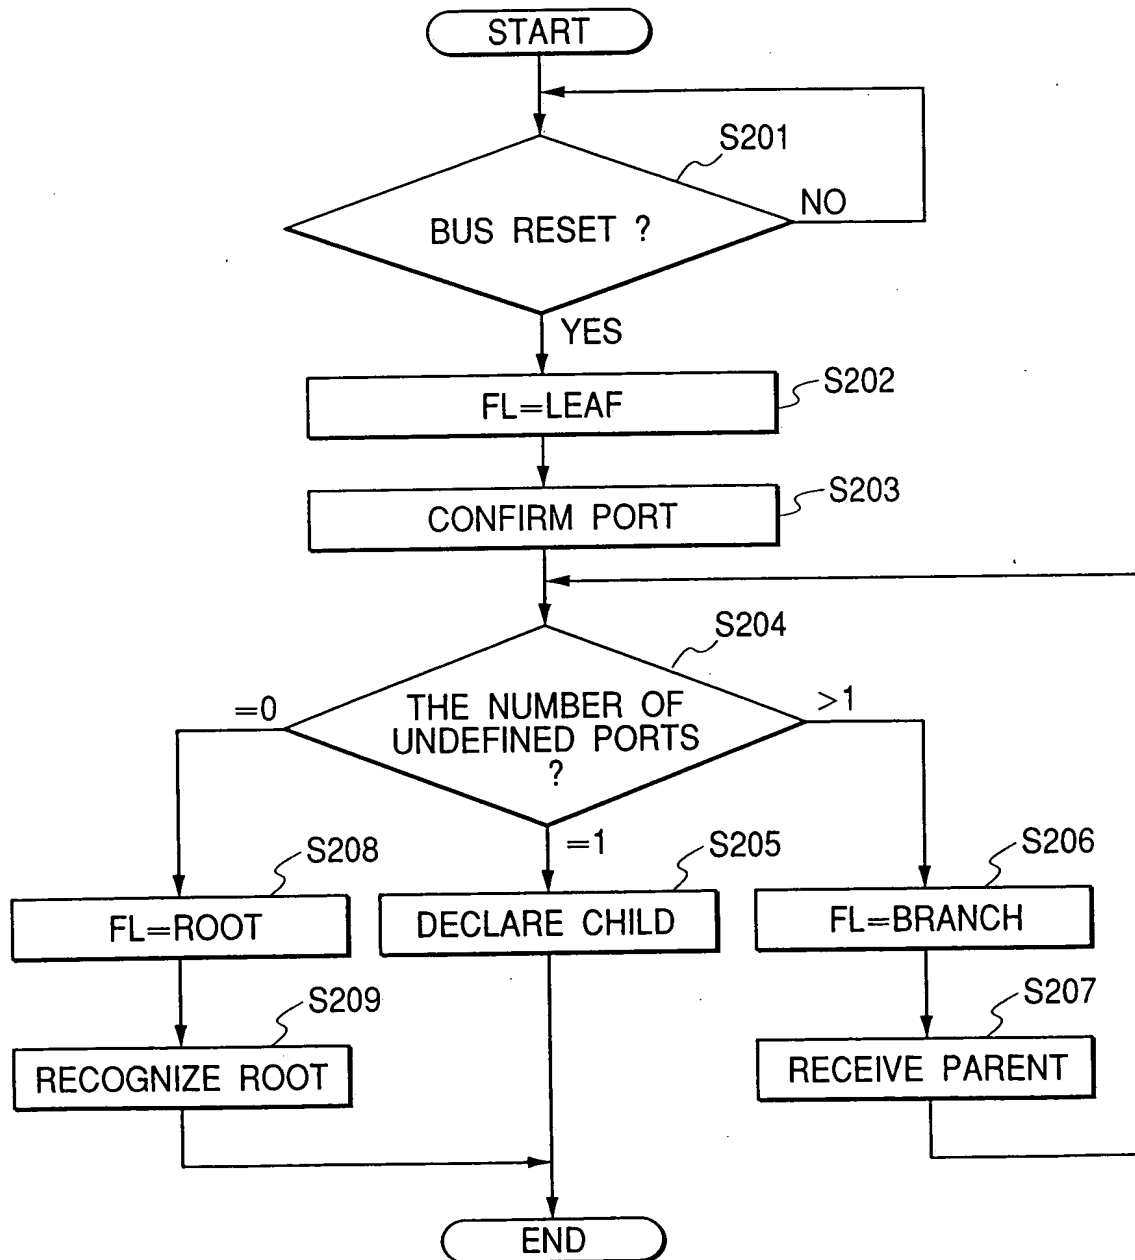 START
S201
NO
BUS RESET ?
YES
S202
FL=LEAF
S203
CONFIRM PORT
S204
=0
>1
THE NUMBER OF
UNDEFINED PORTS
?
=1
S208
S205
S206
FL=ROOT
DECLARE CHILD
FL=BRANCH
S209
S207
RECOGNIZE ROOT
RECEIVE PARENT
END